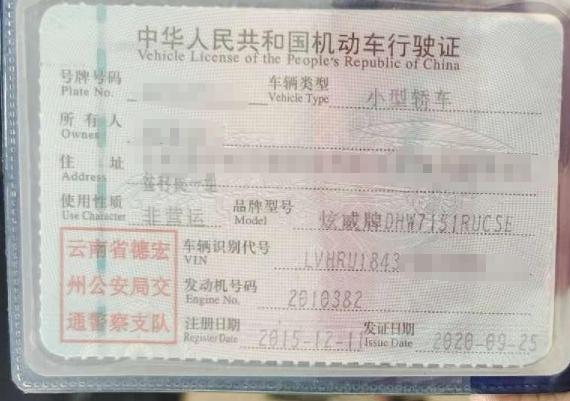 中华人民共和国机动车行驶证
Vehicle License of the People's Republic of China
号牌号码 车辆类型 小型轿车
Plate No. Vehicle Type
所有人
Ownes
住址
Address
使用性质 非营运 品牌型号 炫威牌DHW7151RUCSE
Use Character Model
云南省德宏
州公安局交
通警察支队
车辆识别代号 LVHRU1843
VIN
发动机号码 2010382
Engine No.
注册日期 2015-12-11 发证日期 2020-09-25
Register Date Issue Date